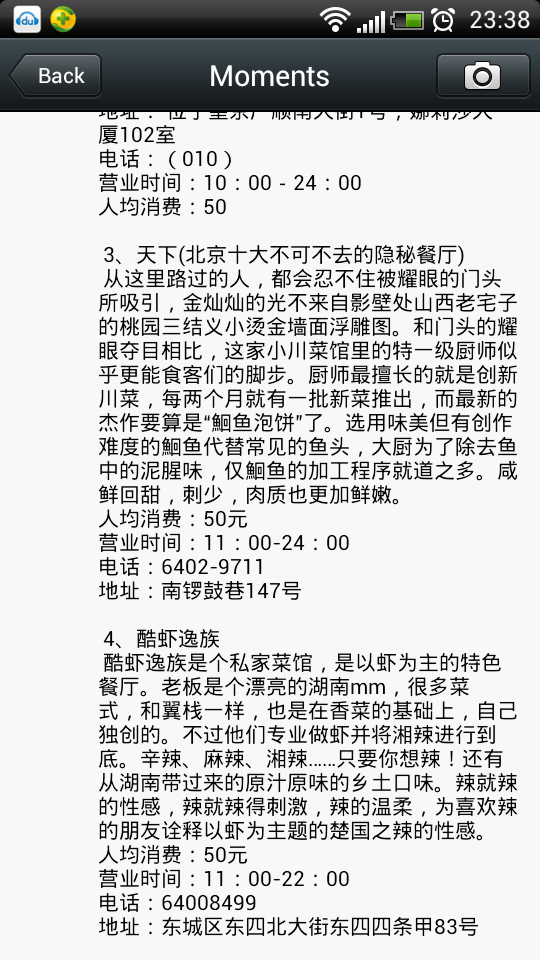 23:38
Back
Moments
厦102室
电话：（010）
营业时间：10：00 - 24：00
人均消费：50
3、天下(北京十大不可不去的隐秘餐厅)
从这里路过的人，都会忍不住被耀眼的门头
所吸引，金灿灿的光不来自影壁处山西老宅子
的桃园三结义小烫金墙面浮雕图。和门头的耀
眼夺目相比，这家小川菜馆里的特一级厨师似
乎更能食客们的脚步。厨师最擅长的就是创新
川菜，每两个月就有一批新菜推出，而最新的
杰作要算是“鮰鱼泡饼”了。选用味美但有创作
难度的鮰鱼代替常见的鱼头，大厨为了除去鱼
中的泥腥味，仅鮰鱼的加工程序就道之多。咸
鲜回甜，刺少，肉质也更加鲜嫩。
人均消费：50元
营业时间：11：00-24：00
电话：6402-9711
地址：南锣鼓巷147号
4、酷虾逸族
酷虾逸族是个私家菜馆，是以虾为主的特色
餐厅。老板是个漂亮的湖南mm，很多菜
式，和翼栈一样，也是在香菜的基础上，自己
独创的。不过他们专业做虾并将湘辣进行到
底。辛辣、麻辣、湘辣......只要你想辣！还有
从湖南带过来的原汁原味的乡土口味。辣就辣
的性感，辣就辣得刺激，辣的温柔，为喜欢辣
的朋友诠释以虾为主题的楚国之辣的性感。
人均消费：50元
营业时间：11：00-22：00
电话：64008499
地址：东城区东四北大街东四四条甲83号